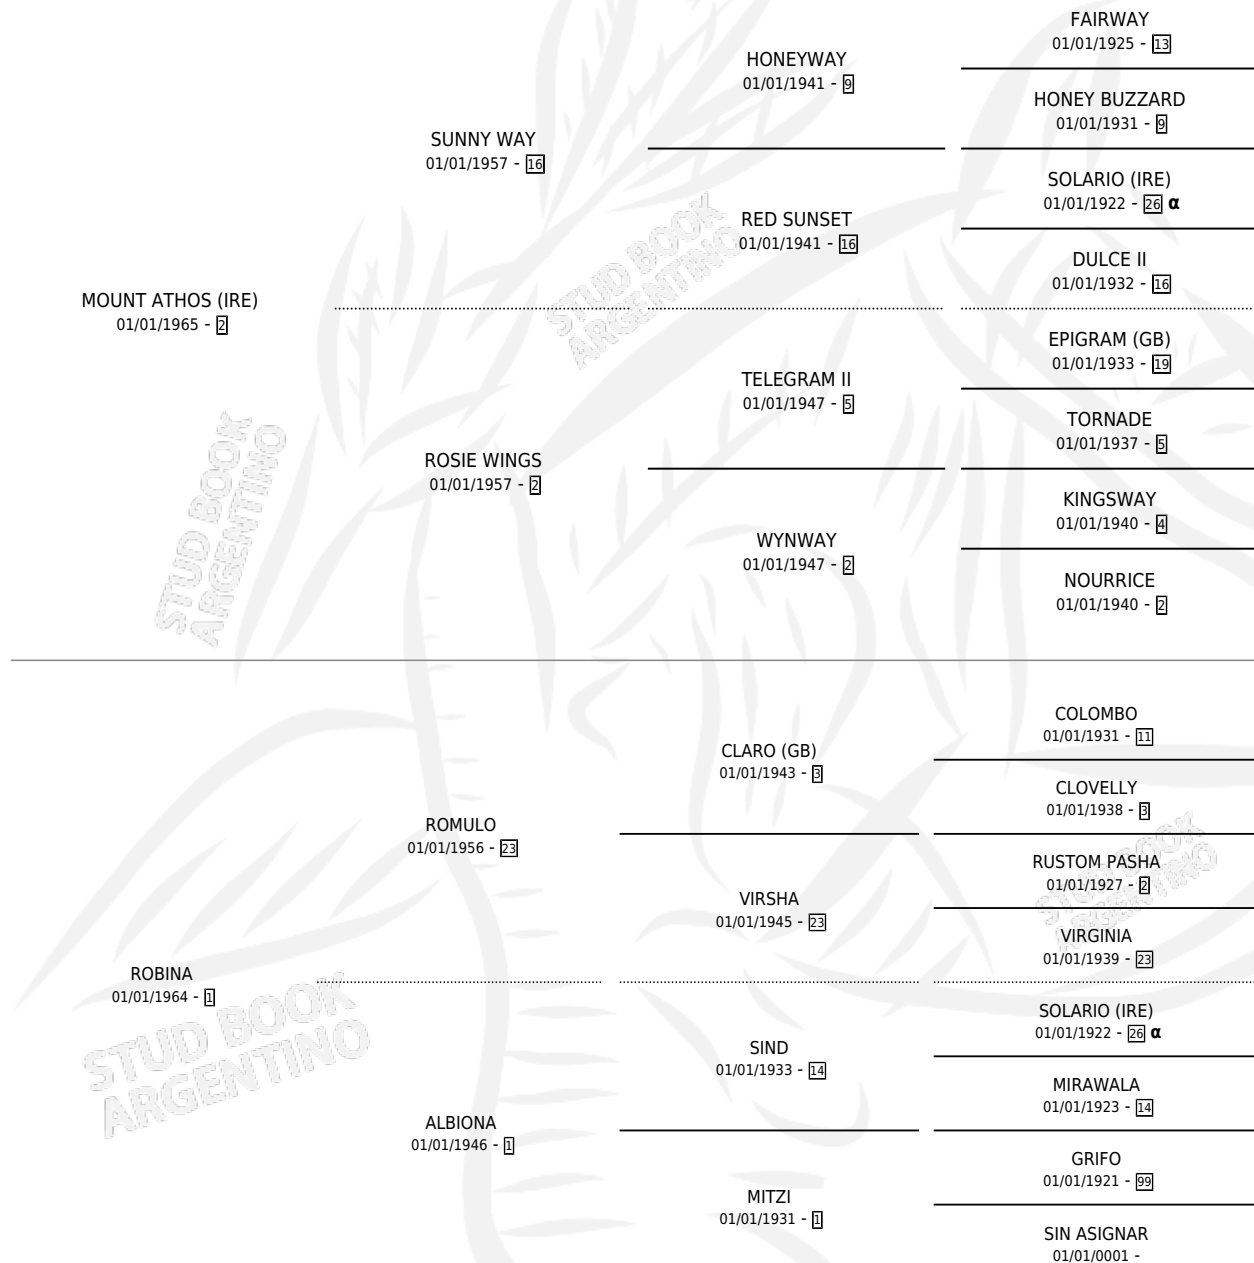 FAIRWAY
01/01/1925 - 13
HONEYWAY
01/01/1941 - 9
HONEY BUZZARD
01/01/1931 - 9
SUNNY WAY
01/01/1957 - 16
SOLARIO (IRE)
01/01/1922 - 26 α
RED SUNSET
01/01/1941 - 16
DULCE II
01/01/1932 - 16
MOUNT ATHOS (IRE)
01/01/1965 - 2
EPIGRAM (GB)
01/01/1933 - 19
TELEGRAM II
01/01/1947 - 5
TORNADE
01/01/1937 - 5
ROSIE WINGS
01/01/1957 - 2
KINGSWAY
01/01/1940 - 4
WYNWAY
01/01/1947 - 2
NOURRICE
01/01/1940 - 2
COLOMBO
01/01/1931 - 11
CLARO (GB)
01/01/1943 - 3
CLOVELLY
01/01/1938 - 3
ROMULO
01/01/1956 - 23
RUSTOM PASHA
01/01/1927 - 2
VIRSHA
01/01/1945 - 23
VIRGINIA
01/01/1939 - 23
ROBINA
01/01/1964 - 1
SOLARIO (IRE)
01/01/1922 - 26 α
SIND
01/01/1933 - 14
MIRAWALA
01/01/1923 - 14
ALBIONA
01/01/1946 - 1
GRIFO
01/01/1921 - 99
MITZI
01/01/1931 - 1
SIN ASIGNAR
01/01/0001 -
STUD BOOK
ARGENTINO
STUD BOOK
ARGENTINO
STUD BOOK
ARGENTINO
STUD BOOK
ARGENTINO